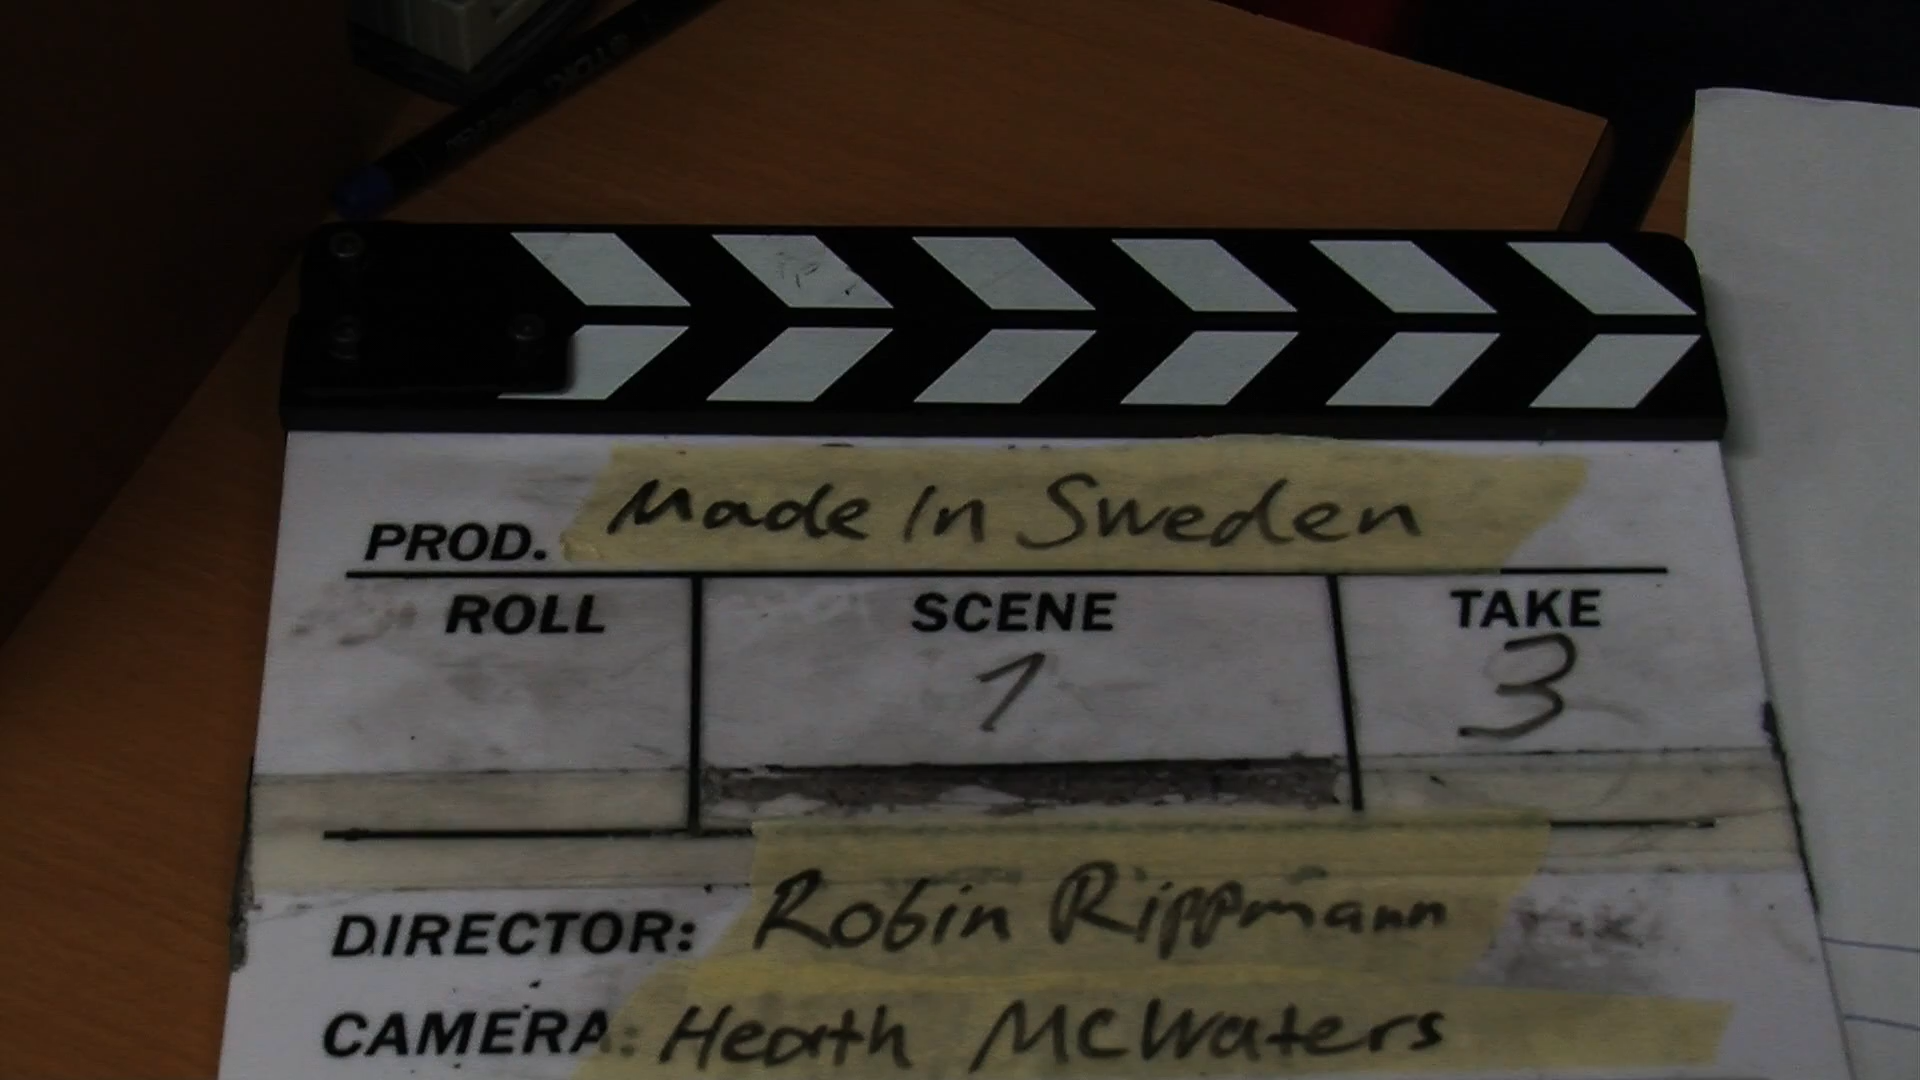 PROD. Made In Sweden
ROLL SCENE TAKE
1 3
DIRECTOR: Robin Rippmann
CAMERA: Heath McWaters